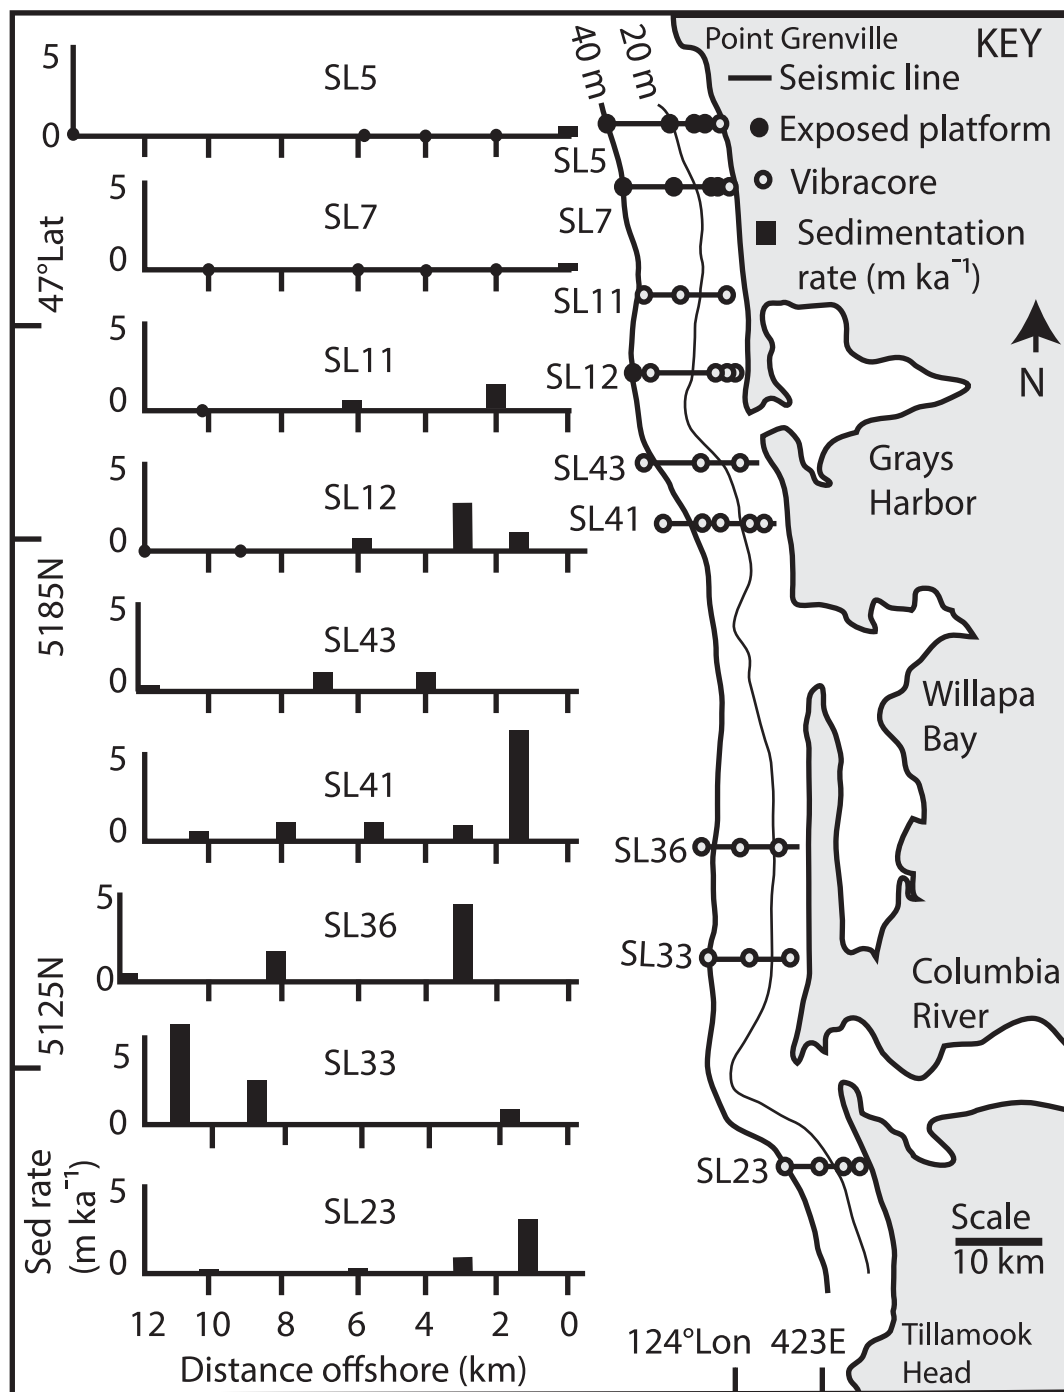 5
0
SL5
5
0
SL7
47°Lat
5
0
SL11
5
0
SL12
5185N
5
0
SL43
5
0
SL41
5
0
SL36
5125N
5
0
SL33
Sed rate
(m ka⁻¹)
5
0
SL23
12 10 8 6 4 2 0
Distance offshore (km)
40 m
20 m
Point Grenville
KEY
Seismic line
Exposed platform
Vibracore
Sedimentation
rate (m ka⁻¹)
N
SL5
SL7
SL11
SL12
SL43
SL41
Grays
Harbor
Willapa
Bay
SL36
SL33
Columbia
River
SL23
Scale
10 km
124°Lon 423E
Tillamook
Head